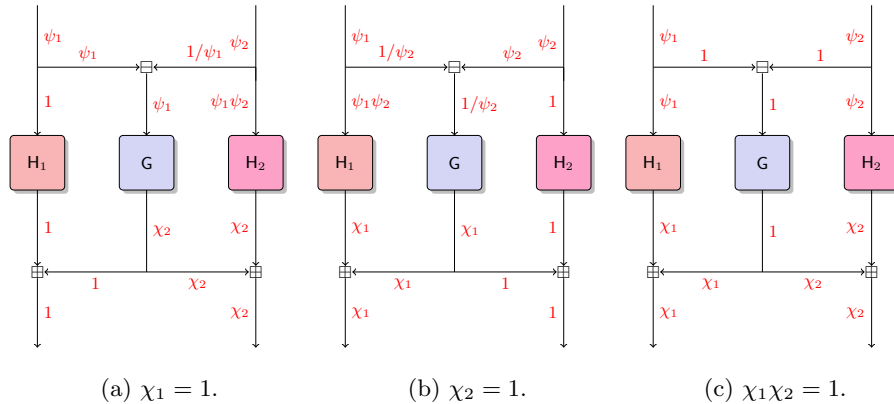 ψ₁ ψ₂ ψ₁ ψ₂ ψ₁ ψ₂
ψ₁ 1/ψ₁ 1/ψ₂ ψ₂ 1 1
1 ψ₁ ψ₁ψ₂ ψ₁ψ₂ 1/ψ₂ 1 ψ₁ 1 ψ₂
H₁ G H₂ H₁ G H₂ H₁ G H₂
1 χ₂ χ₂ χ₁ χ₁ 1 χ₁ 1 χ₂
1 χ₂ χ₁ 1 χ₁ χ₂
1 χ₂ χ₁ 1 χ₁ χ₂
(a) χ₁ = 1. (b) χ₂ = 1. (c) χ₁χ₂ = 1.